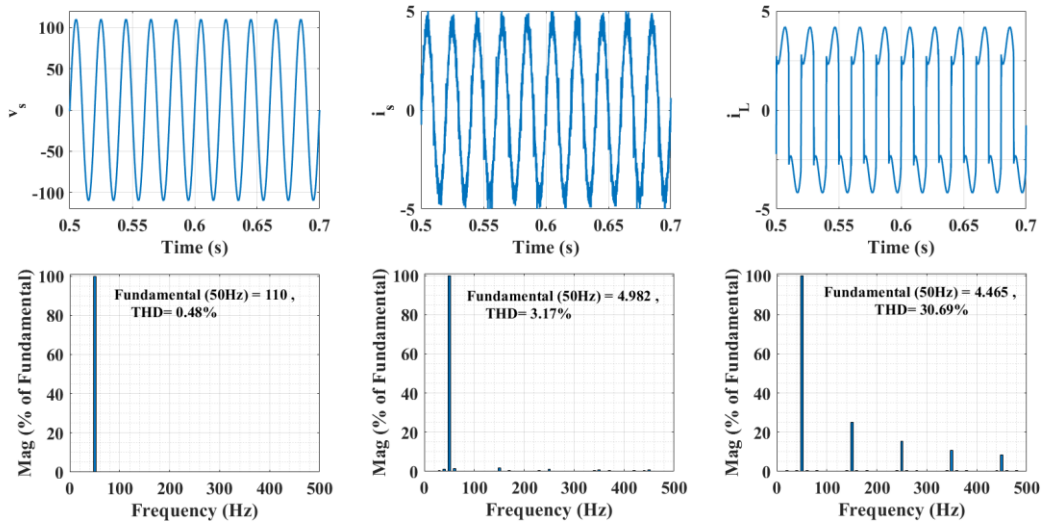 100
50
0
-50
-100
v_s
0.5 0.55 0.6 0.65 0.7
Time (s)
5
0
-5
i_s
0.5 0.55 0.6 0.65 0.7
Time (s)
5
0
-5
i_L
0.5 0.55 0.6 0.65 0.7
Time (s)
100
80
60
40
20
0
Mag (% of Fundamental)
Fundamental (50Hz) = 110 ,
THD= 0.48%
0 100 200 300 400 500
Frequency (Hz)
100
80
60
40
20
0
Mag (% of Fundamental)
Fundamental (50Hz) = 4.982 ,
THD= 3.17%
0 100 200 300 400 500
Frequency (Hz)
100
80
60
40
20
0
Mag (% of Fundamental)
Fundamental (50Hz) = 4.465 ,
THD= 30.69%
0 100 200 300 400 500
Frequency (Hz)